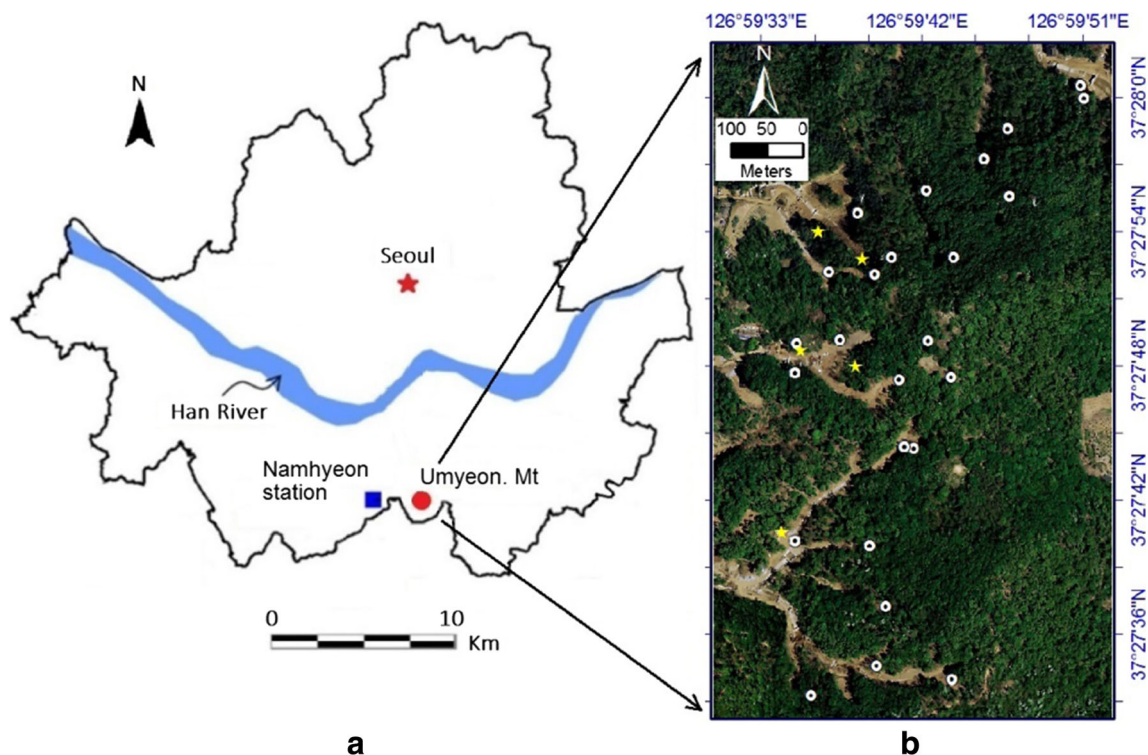 126°59'33"E 126°59'42"E 126°59'51"E
N
N
100 50 0
Meters
37°28'0"N
37°27'54"N
37°27'48"N
37°27'42"N
37°27'36"N
Seoul
Han River
Namhyeon
station
Umyeon. Mt
0 10
Km
a
b